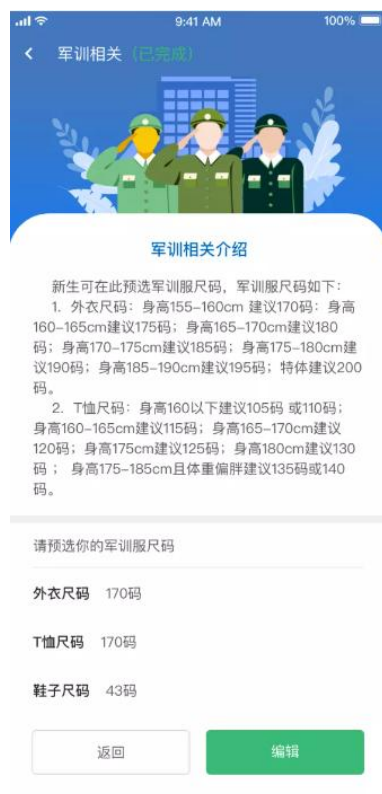 9:41 AM
100%
军训相关（已完成）
军训相关介绍
新生可在此预选军训服尺码，军训服尺码如下：
1. 外衣尺码：身高155-160cm 建议170码；身高
160-165cm建议175码；身高165-170cm建议180
码；身高170-175cm建议185码；身高175-180cm建
议190码；身高185-190cm建议195码；特体建议200
码。
2. T恤尺码：身高160以下建议105码 或110码；
身高160-165cm建议115码；身高165-170cm建议
120码；身高175cm建议125码；身高180cm建议130
码 ； 身高175-185cm且体重偏胖建议135码或140
码。
请预选你的军训服尺码
外衣尺码 170码
T恤尺码 170码
鞋子尺码 43码
返回
编辑